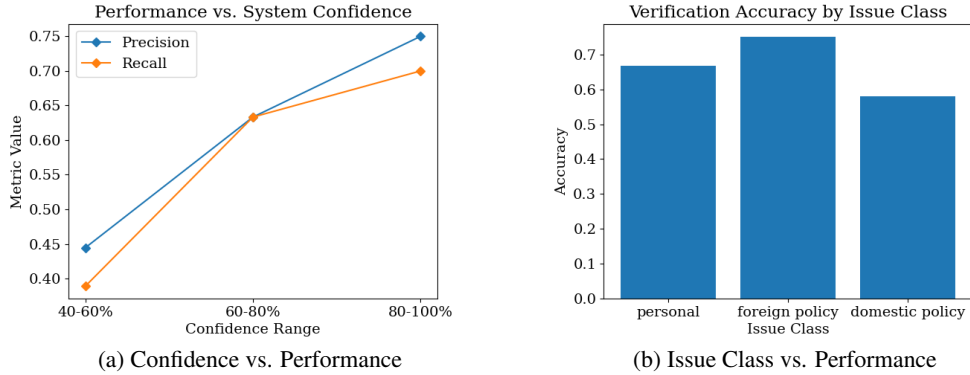 Performance vs. System Confidence
Precision
Recall
Metric Value
0.75
0.70
0.65
0.60
0.55
0.50
0.45
0.40
40-60%
60-80%
80-100%
Confidence Range
(a) Confidence vs. Performance
Verification Accuracy by Issue Class
Accuracy
0.7
0.6
0.5
0.4
0.3
0.2
0.1
0.0
personal
foreign policy
domestic policy
Issue Class
(b) Issue Class vs. Performance